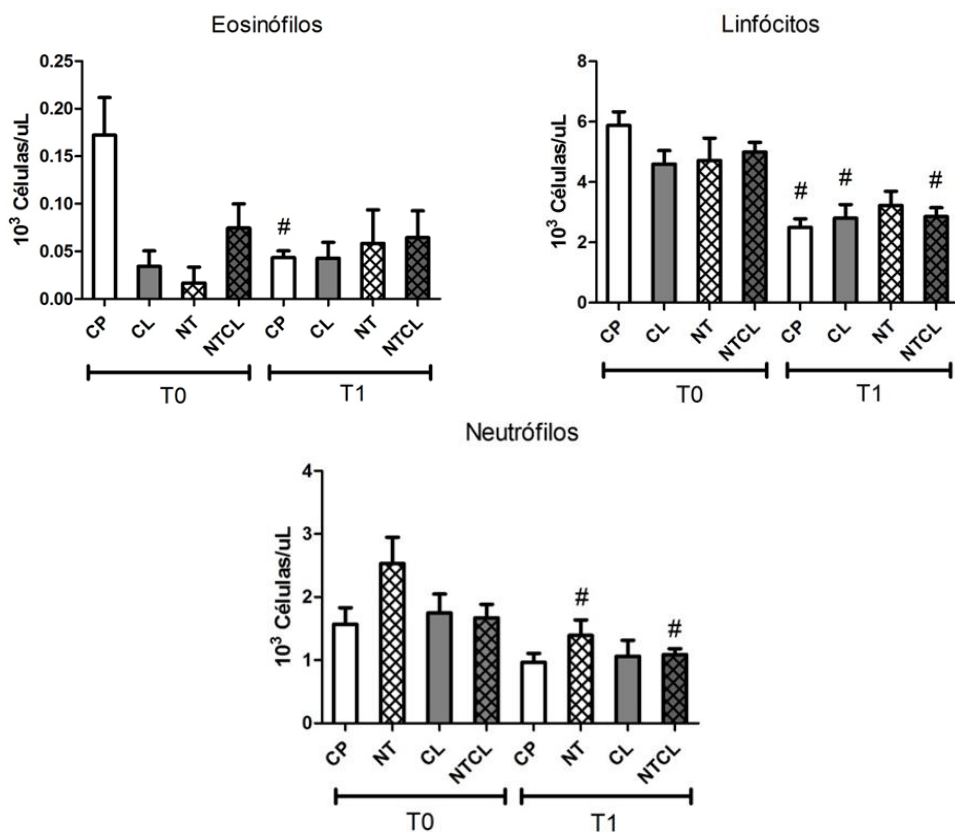 Eosinófilos
10³ Células/uL
0.25
0.20
0.15
0.10
0.05
0.00
#
CP CL NT NTCL CP CL NT NTCL
T0 T1
Linfócitos
10³ Células/uL
8
6
4
2
0
# # #
CP CL NT NTCL CP CL NT NTCL
T0 T1
Neutrófilos
10³ Células/uL
4
3
2
1
0
# #
CP NT CL NTCL CP NT CL NTCL
T0 T1